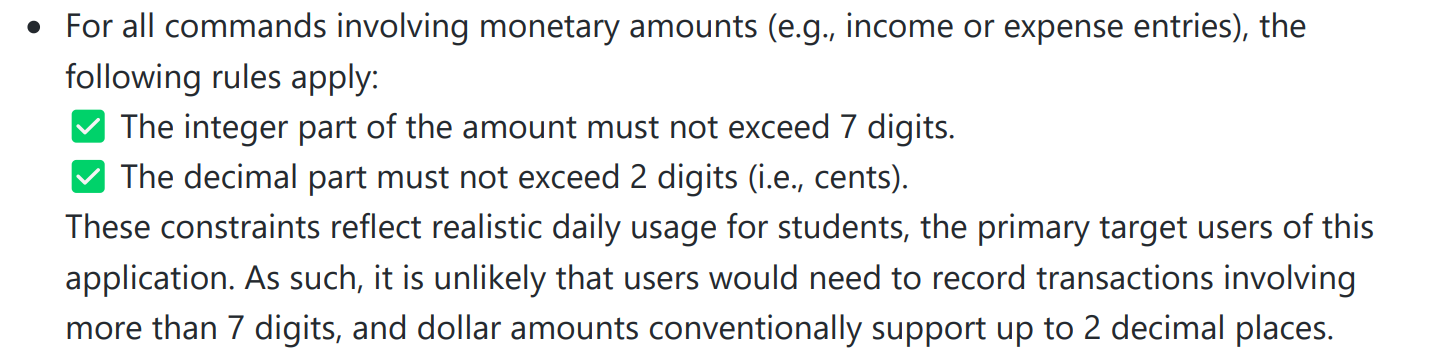 • For all commands involving monetary amounts (e.g., income or expense entries), the
following rules apply:
✅ The integer part of the amount must not exceed 7 digits.
✅ The decimal part must not exceed 2 digits (i.e., cents).
These constraints reflect realistic daily usage for students, the primary target users of this
application. As such, it is unlikely that users would need to record transactions involving
more than 7 digits, and dollar amounts conventionally support up to 2 decimal places.